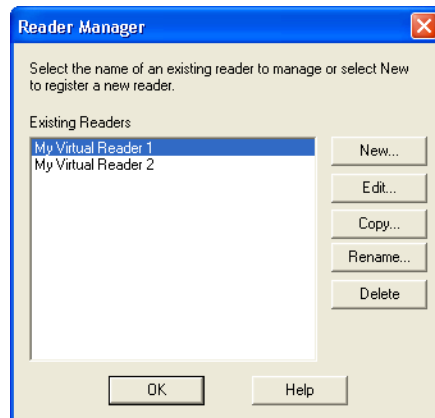 Reader Manager
Select the name of an existing reader to manage or select New
to register a new reader.
Existing Readers
My Virtual Reader 1
My Virtual Reader 2
New...
Edit...
Copy...
Rename...
Delete
OK
Help